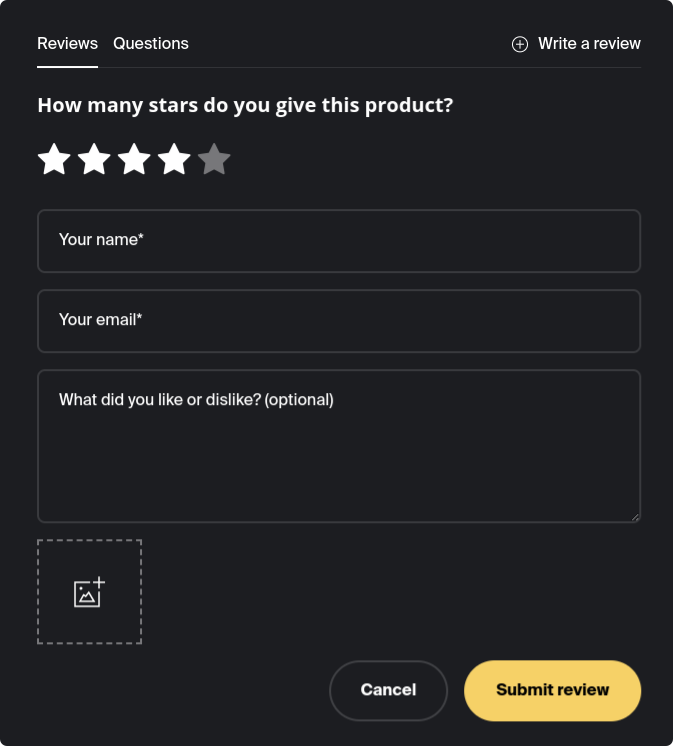 Reviews Questions Write a review
How many stars do you give this product?
Your name*
Your email*
What did you like or dislike? (optional)
Cancel Submit review